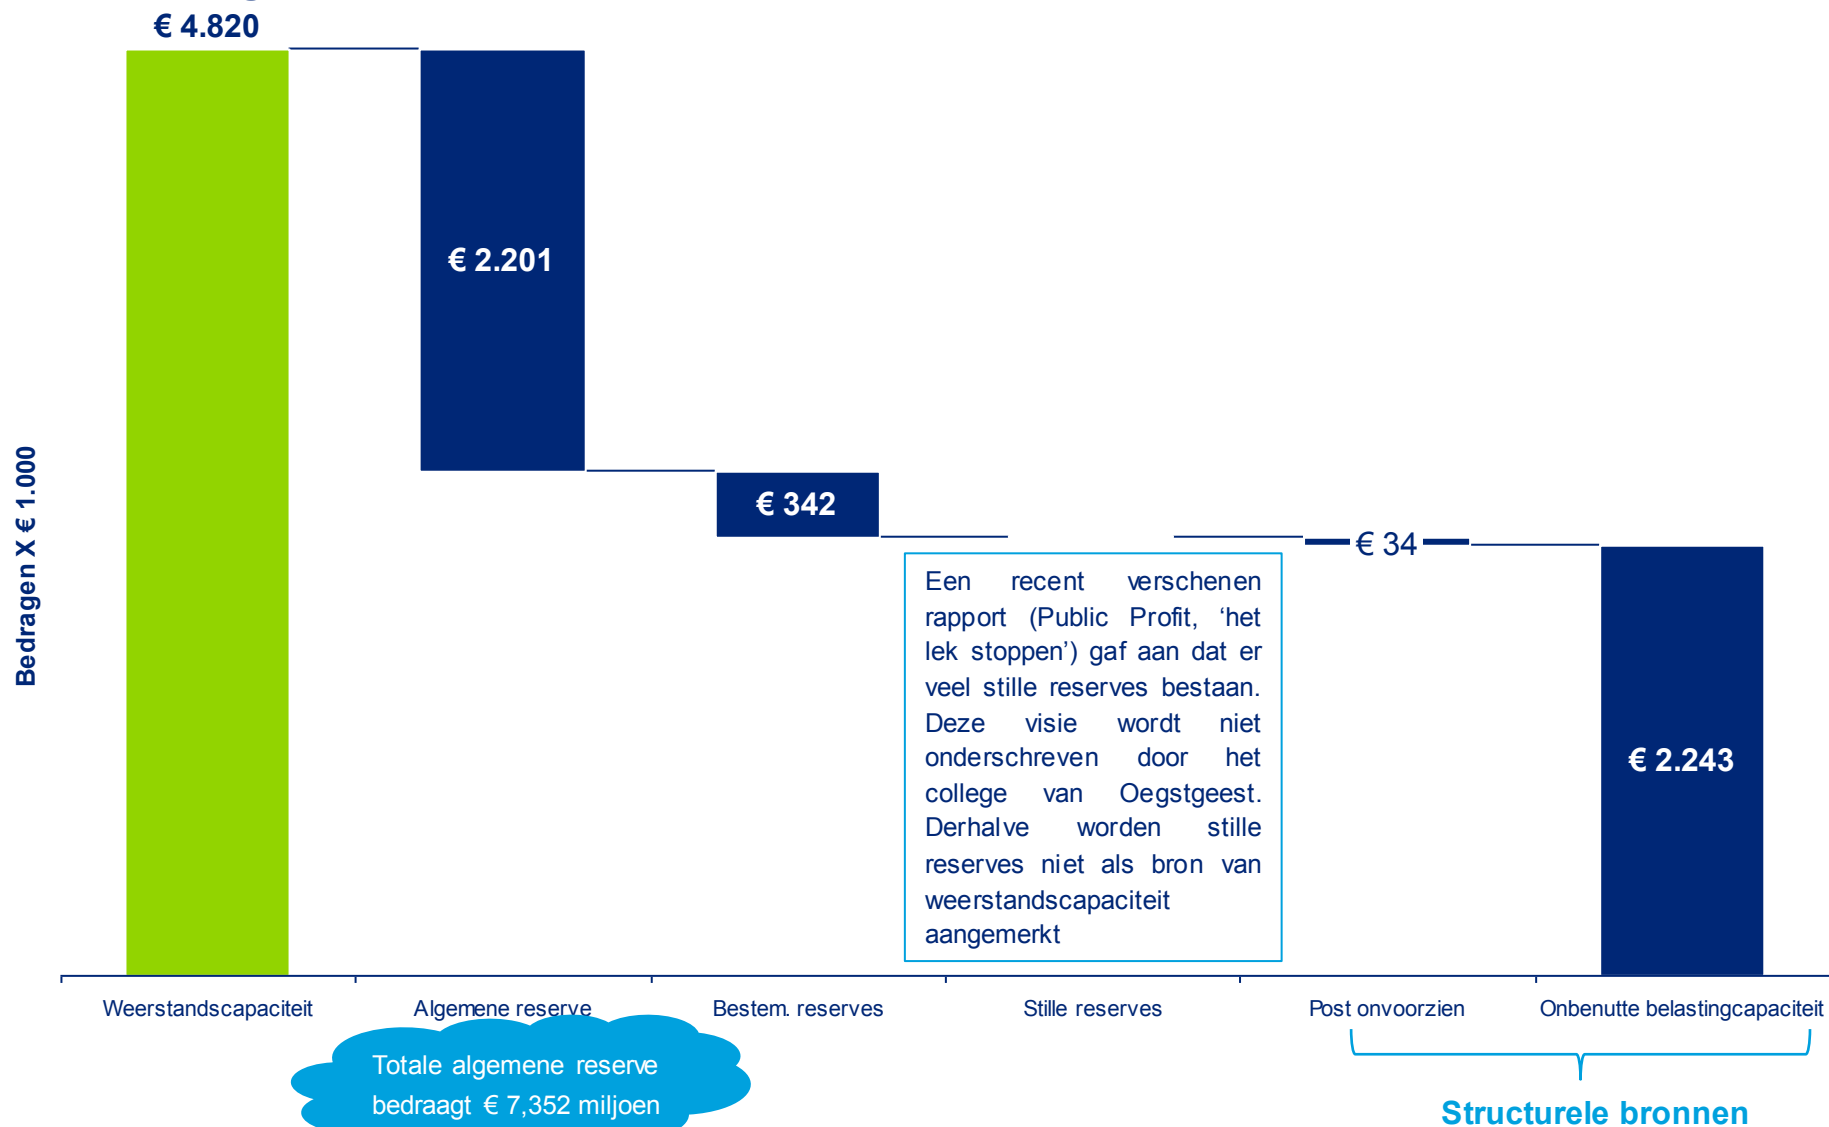 € 4.820
€ 2.201
€ 342
€ 34
€ 2.243
Bedragen X € 1.000
Een recent verschenen
rapport (Public Profit, ‘het
lek stoppen’) gaf aan dat er
veel stille reserves bestaan.
Deze visie wordt niet
onderschreven door het
college van Oegstgeest.
Derhalve worden stille
reserves niet als bron van
weerstandscapaciteit
aangemerkt
Weerstandscapaciteit
Algemene reserve
Bestem. reserves
Stille reserves
Post onvoorzien
Onbenutte belastingcapaciteit
Totale algemene reserve
bedraagt € 7,352 miljoen
Structurele bronnen